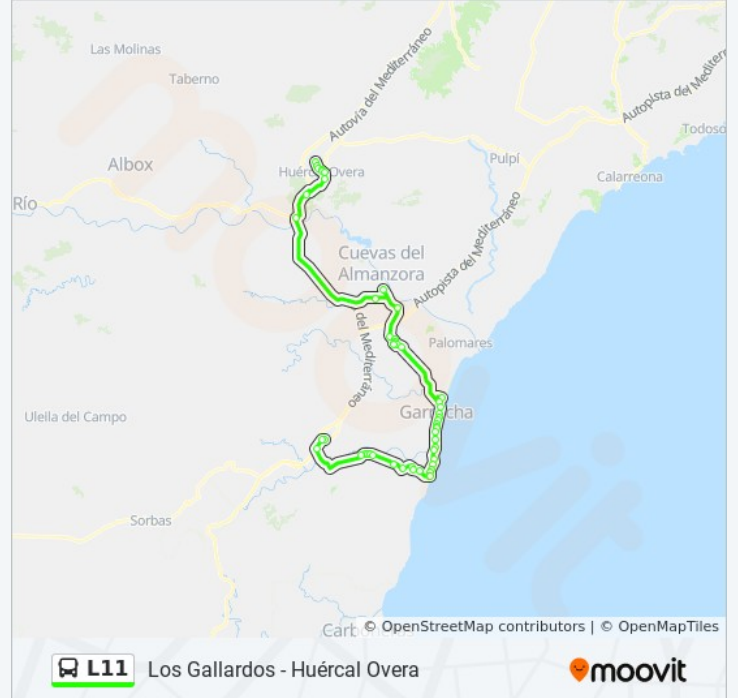 Las Molinas
Taberno
Autovía del Mediterráneo
Autopista del Mediterr
Todoso
Albox
Huércal Overa
Pulpí
Calarreona
Río
Cuevas del
Almanzora
Autopista del Mediterráneo
del Mediterráneo
Palomares
Garrucha
Uleila del Campo
Sorbas
Carboneras
© OpenStreetMap contributors | © OpenMapTiles
L11 Los Gallardos - Huércal Overa
moovit